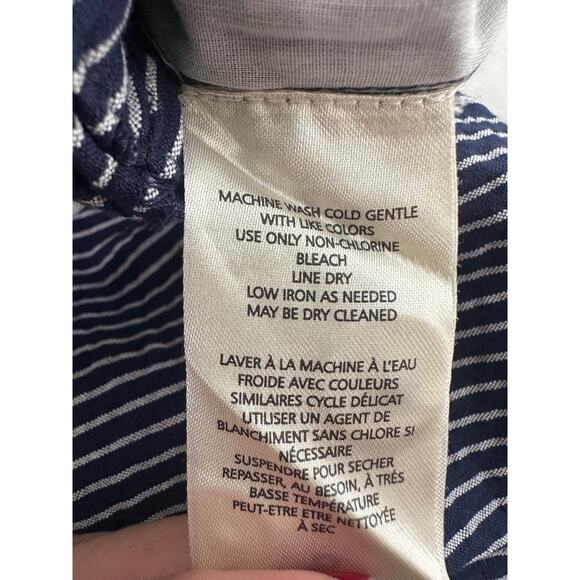 MACHINE WASH COLD GENTLE
WITH LIKE COLORS
USE ONLY NON-CHLORINE
BLEACH
LINE DRY
LOW IRON AS NEEDED
MAY BE DRY CLEANED
LAVER À LA MACHINE À L'EAU
FROIDE AVEC COULEURS
SIMILAIRES CYCLE DÉLICAT
UTILISER UN AGENT DE
BLANCHIMENT SANS CHLORE SI
NÉCESSAIRE
SUSPENDRE POUR SECHER
REPASSER, AU BESOIN, À TRÉS
BASSE TEMPÉRATURE
PEUT-ÉTRE ETRE NETTOYÉE
À SEC